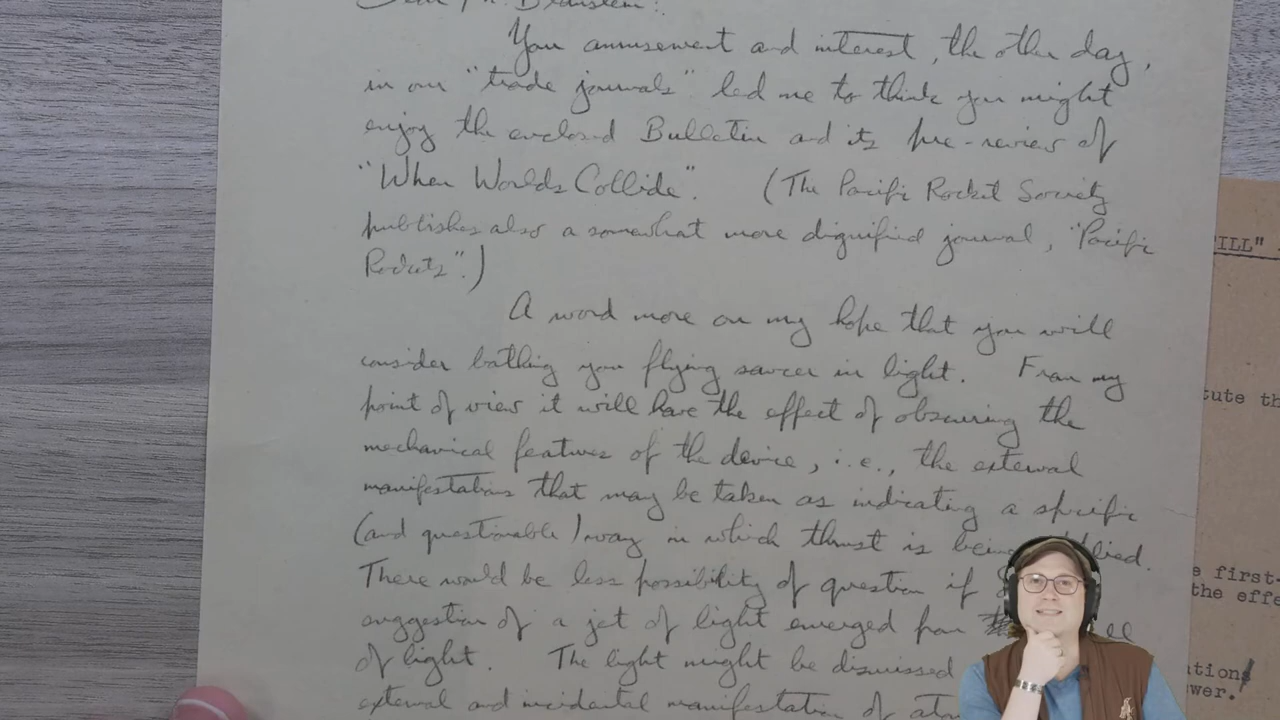 Dear Mr. Bernstein:
Your amusement and interest, the other day,
in our "trade journals" led me to think you might
enjoy the enclosed Bulletin and its pre-review of
"When Worlds Collide". (The Pacific Rocket Society
publishes also a somewhat more dignified journal, "Pacific
Rockets".)
A word more on my hope that you will
consider bathing your flying saucer in light. From my
point of view it will have the effect of obscuring the
mechanical features of the device, i.e., the external
manifestations that may be taken as indicating a specific
(and questionable) way in which thrust is being
There would be less possibility of question if
suggestion of a jet of light emerged from
of light. The light might be dismissed
external and incidental manifestation of
ILL"
tute th
e first-
the effe
tion
wer.